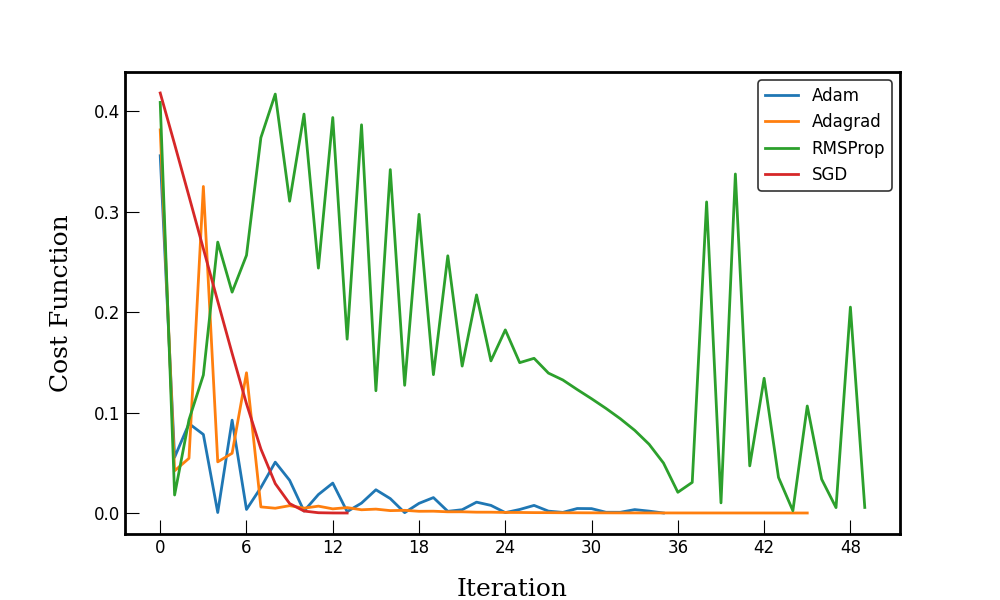 Adam
Adagrad
RMSProp
SGD
0.4
0.3
0.2
0.1
0.0
Cost Function
0 6 12 18 24 30 36 42 48
Iteration